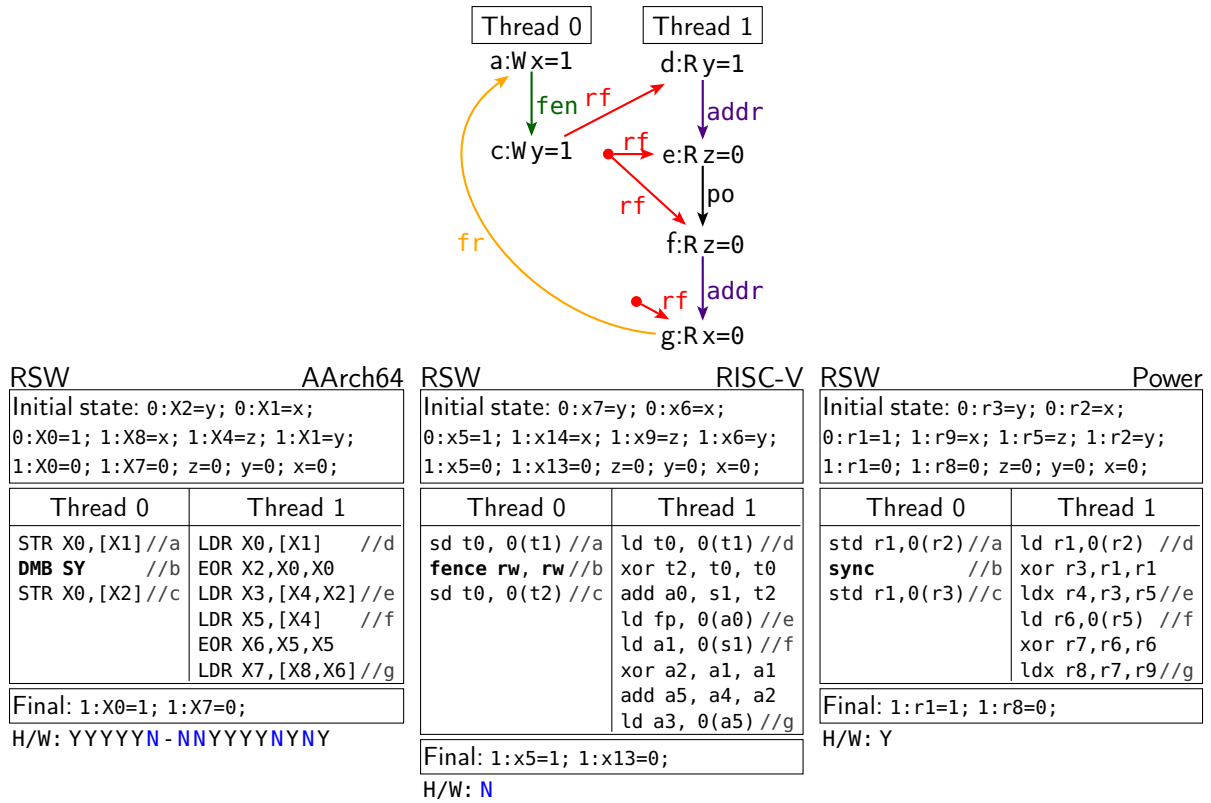 Thread 0 Thread 1
a:W x=1 d:R y=1
fen rf addr
c:W y=1 rf e:R z=0
rf po
fr f:R z=0
rf addr
g:R x=0
RSW AArch64
Initial state: 0:X2=y; 0:X1=x;
0:X0=1; 1:X8=x; 1:X4=z; 1:X1=y;
1:X0=0; 1:X7=0; z=0; y=0; x=0;
Thread 0 Thread 1
STR X0,[X1]//a LDR X0,[X1] //d
DMB SY //b EOR X2,X0,X0
STR X0,[X2]//c LDR X3,[X4,X2]//e
LDR X5,[X4] //f
EOR X6,X5,X5
LDR X7,[X8,X6]//g
Final: 1:X0=1; 1:X7=0;
H/W: YYYYYN-NNYYYYNYNY
RSW RISC-V
Initial state: 0:x7=y; 0:x6=x;
0:x5=1; 1:x14=x; 1:x9=z; 1:x6=y;
1:x5=0; 1:x13=0; z=0; y=0; x=0;
Thread 0 Thread 1
sd t0, 0(t1)//a ld t0, 0(t1)//d
fence rw, rw//b xor t2, t0, t0
sd t0, 0(t2)//c add a0, s1, t2
ld fp, 0(a0)//e
ld a1, 0(s1)//f
xor a2, a1, a1
add a5, a4, a2
ld a3, 0(a5)//g
Final: 1:x5=1; 1:x13=0;
H/W: N
RSW Power
Initial state: 0:r3=y; 0:r2=x;
0:r1=1; 1:r9=x; 1:r5=z; 1:r2=y;
1:r1=0; 1:r8=0; z=0; y=0; x=0;
Thread 0 Thread 1
std r1,0(r2)//a ld r1,0(r2) //d
sync //b xor r3,r1,r1
std r1,0(r3)//c ldx r4,r3,r5//e
ld r6,0(r5) //f
xor r7,r6,r6
ldx r8,r7,r9//g
Final: 1:r1=1; 1:r8=0;
H/W: Y